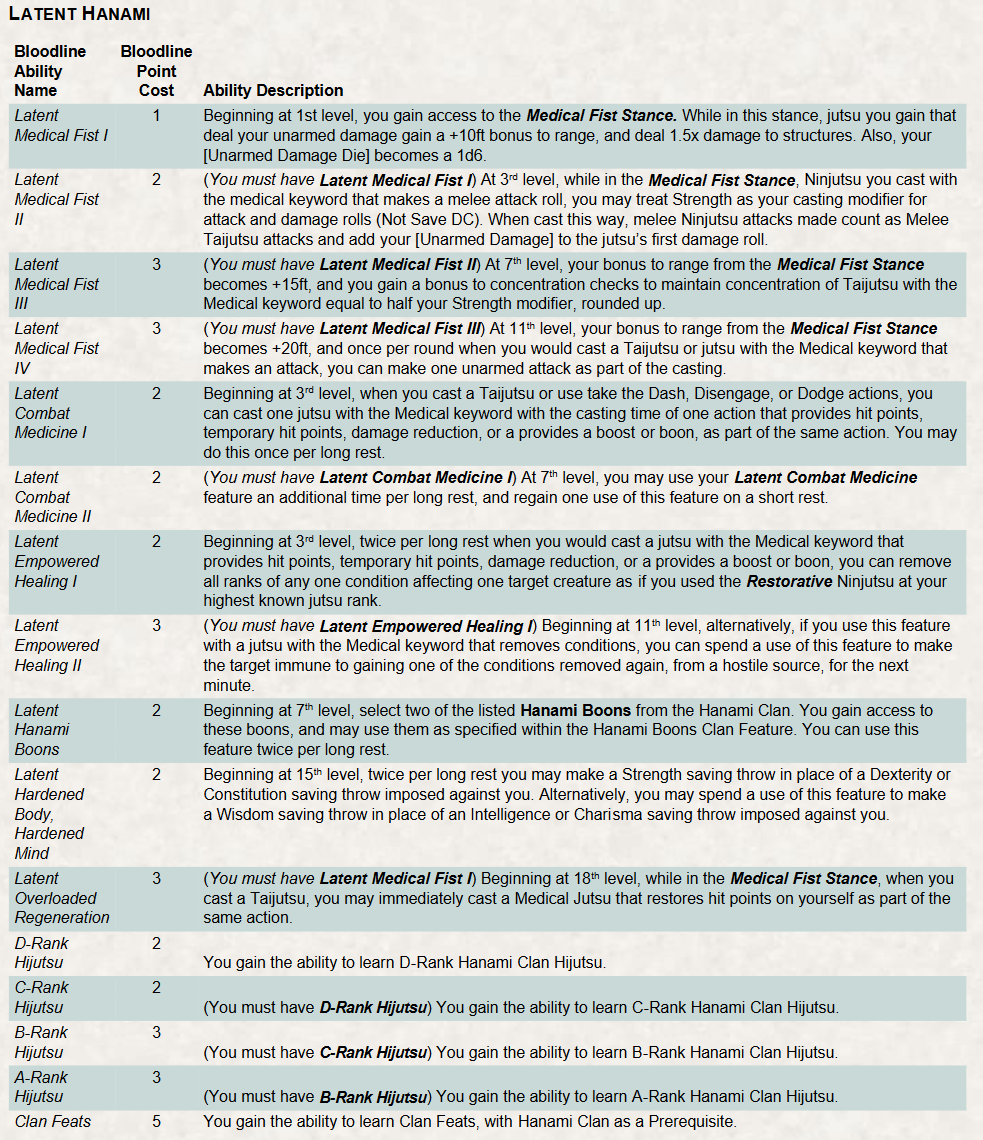 LATENT HANAMI
Bloodline Ability Name
Bloodline Point Cost
Ability Description
Latent Medical Fist I
1
Beginning at 1st level, you gain access to the Medical Fist Stance. While in this stance, jutsu you gain that
deal your unarmed damage gain a +10ft bonus to range, and deal 1.5x damage to structures. Also, your
[Unarmed Damage Die] becomes a 1d6.
Latent Medical Fist II
2
(You must have Latent Medical Fist I) At 3rd level, while in the Medical Fist Stance, Ninjutsu you cast with
the medical keyword that makes a melee attack roll, you may treat Strength as your casting modifier for
attack and damage rolls (Not Save DC). When cast this way, melee Ninjutsu attacks made count as Melee
Taijutsu attacks and add your [Unarmed Damage] to the jutsu's first damage roll.
Latent Medical Fist III
3
(You must have Latent Medical Fist II) At 7th level, your bonus to range from the Medical Fist Stance
becomes +15ft, and you gain a bonus to concentration checks to maintain concentration of Taijutsu with the
Medical keyword equal to half your Strength modifier, rounded up.
Latent Medical Fist IV
3
(You must have Latent Medical Fist III) At 11th level, your bonus to range from the Medical Fist Stance
becomes +20ft, and once per round when you would cast a Taijutsu or jutsu with the Medical keyword that
makes an attack, you can make one unarmed attack as part of the casting.
Latent Combat Medicine I
2
Beginning at 3rd level, when you cast a Taijutsu or use take the Dash, Disengage, or Dodge actions, you
can cast one jutsu with the Medical keyword with the casting time of one action that provides hit points,
temporary hit points, damage reduction, or a provides a boost or boon, as part of the same action. You may
do this once per long rest.
Latent Combat Medicine II
2
(You must have Latent Combat Medicine I) At 7th level, you may use your Latent Combat Medicine
feature an additional time per long rest, and regain one use of this feature on a short rest.
Latent Empowered Healing I
2
Beginning at 3rd level, twice per long rest when you would cast a jutsu with the Medical keyword that
provides hit points, temporary hit points, damage reduction, or a provides a boost or boon, you can remove
all ranks of any one condition affecting one target creature as if you used the Restorative Ninjutsu at your
highest known jutsu rank.
Latent Empowered Healing II
3
(You must have Latent Empowered Healing I) Beginning at 11th level, alternatively, if you use this feature
with a jutsu with the Medical keyword that removes conditions, you can spend a use of this feature to make
the target immune to gaining one of the conditions removed again, from a hostile source, for the next
minute.
Latent Hanami Boons
2
Beginning at 7th level, select two of the listed Hanami Boons from the Hanami Clan. You gain access to
these boons, and may use them as specified within the Hanami Boons Clan Feature. You can use this
feature twice per long rest.
Latent Hardened Body, Hardened Mind
2
Beginning at 15th level, twice per long rest you may make a Strength saving throw in place of a Dexterity or
Constitution saving throw imposed against you. Alternatively, you may spend a use of this feature to make
a Wisdom saving throw in place of an Intelligence or Charisma saving throw imposed against you.
Latent Overloaded Regeneration
3
(You must have Latent Medical Fist I) Beginning at 18th level, while in the Medical Fist Stance, when you
cast a Taijutsu, you may immediately cast a Medical Jutsu that restores hit points on yourself as part of the
same action.
D-Rank Hijutsu
2
You gain the ability to learn D-Rank Hanami Clan Hijutsu.
C-Rank Hijutsu
2
(You must have D-Rank Hijutsu) You gain the ability to learn C-Rank Hanami Clan Hijutsu.
B-Rank Hijutsu
3
(You must have C-Rank Hijutsu) You gain the ability to learn B-Rank Hanami Clan Hijutsu.
A-Rank Hijutsu
3
(You must have B-Rank Hijutsu) You gain the ability to learn A-Rank Hanami Clan Hijutsu.
Clan Feats
5
You gain the ability to learn Clan Feats, with Hanami Clan as a Prerequisite.